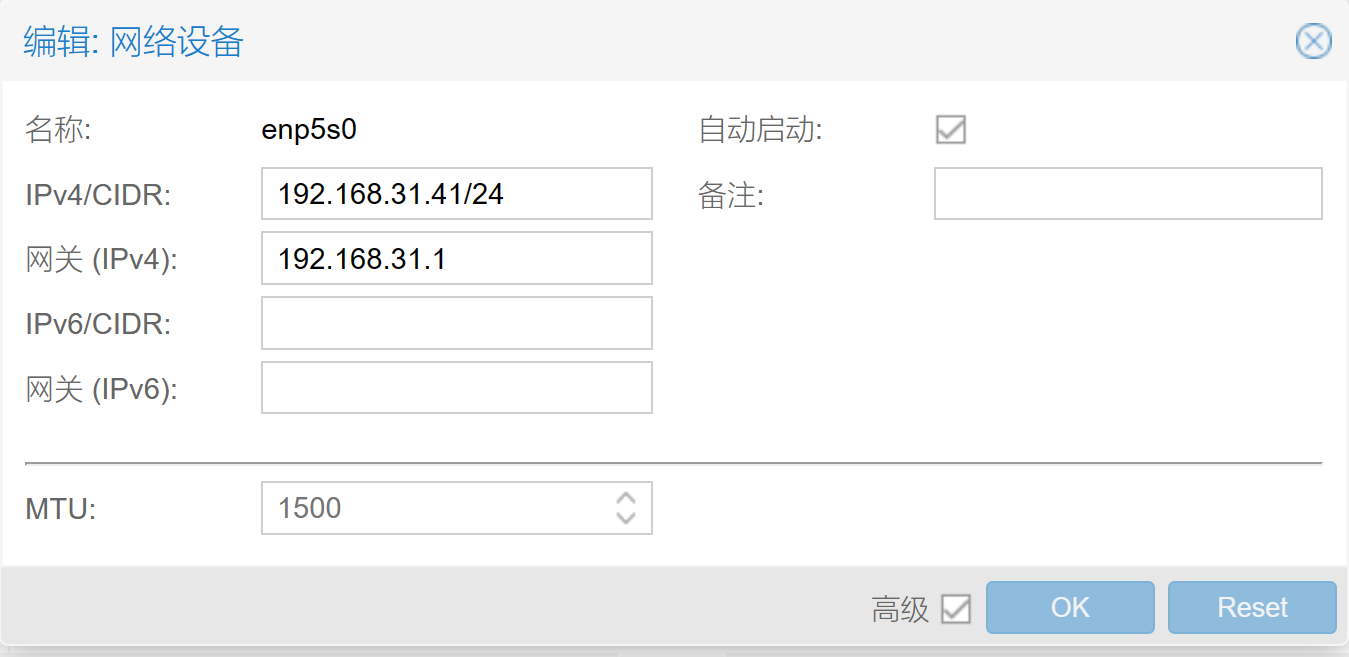 编辑: 网络设备
名称: enp5s0 自动启动:
IPv4/CIDR: 192.168.31.41/24 备注:
网关 (IPv4): 192.168.31.1
IPv6/CIDR:
网关 (IPv6):
MTU: 1500
高级 OK Reset